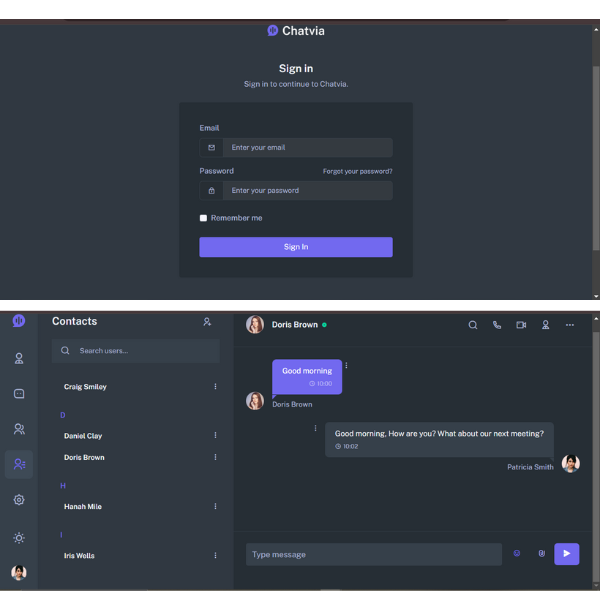 Chatvia
Sign in
Sign in to continue to Chatvia.
Email
Enter your email
Password Forgot your password?
Enter your password
Remember me
Sign In
Contacts
Search users...
Craig Smiley
D
Daniel Clay
Doris Brown
H
Hanah Mile
I
Iris Wells
Doris Brown
Good morning
10:00
Doris Brown
Good morning, How are you? What about our next meeting?
10:02
Patricia Smith
Type message